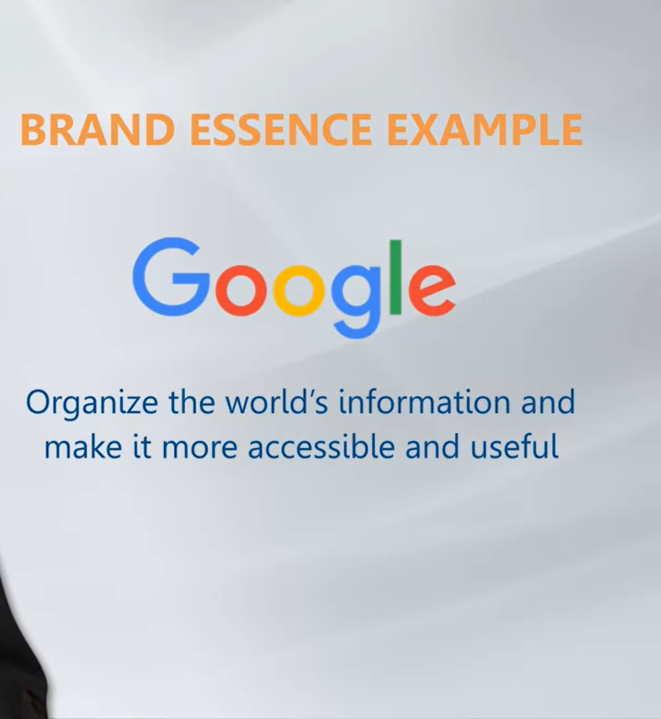 BRAND ESSENCE EXAMPLE
Google
Organize the world's information and
make it more accessible and useful